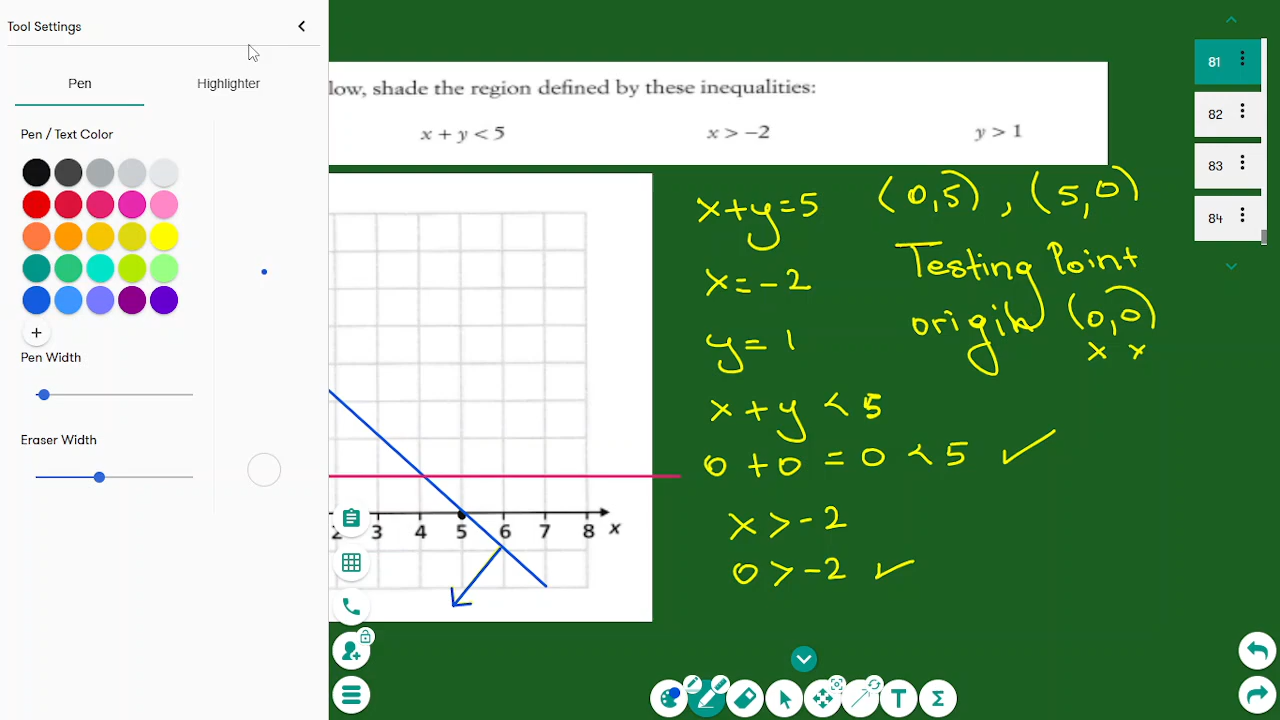 Tool Settings
Pen
Highlighter
Pen / Text Color
+
Pen Width
Eraser Width
low, shade the region defined by these inequalities:
x + y < 5
x > −2
y > 1
2 3 4 5 6 7 8 x
x+y=5
(0,5), (5,0)
x=-2
Testing Point
origin (0,0)
x x
y= 1
x + y < 5
0 + 0 = 0 < 5 ✓
x > -2
0 > -2 ✓
81
82
83
84
T
Σ